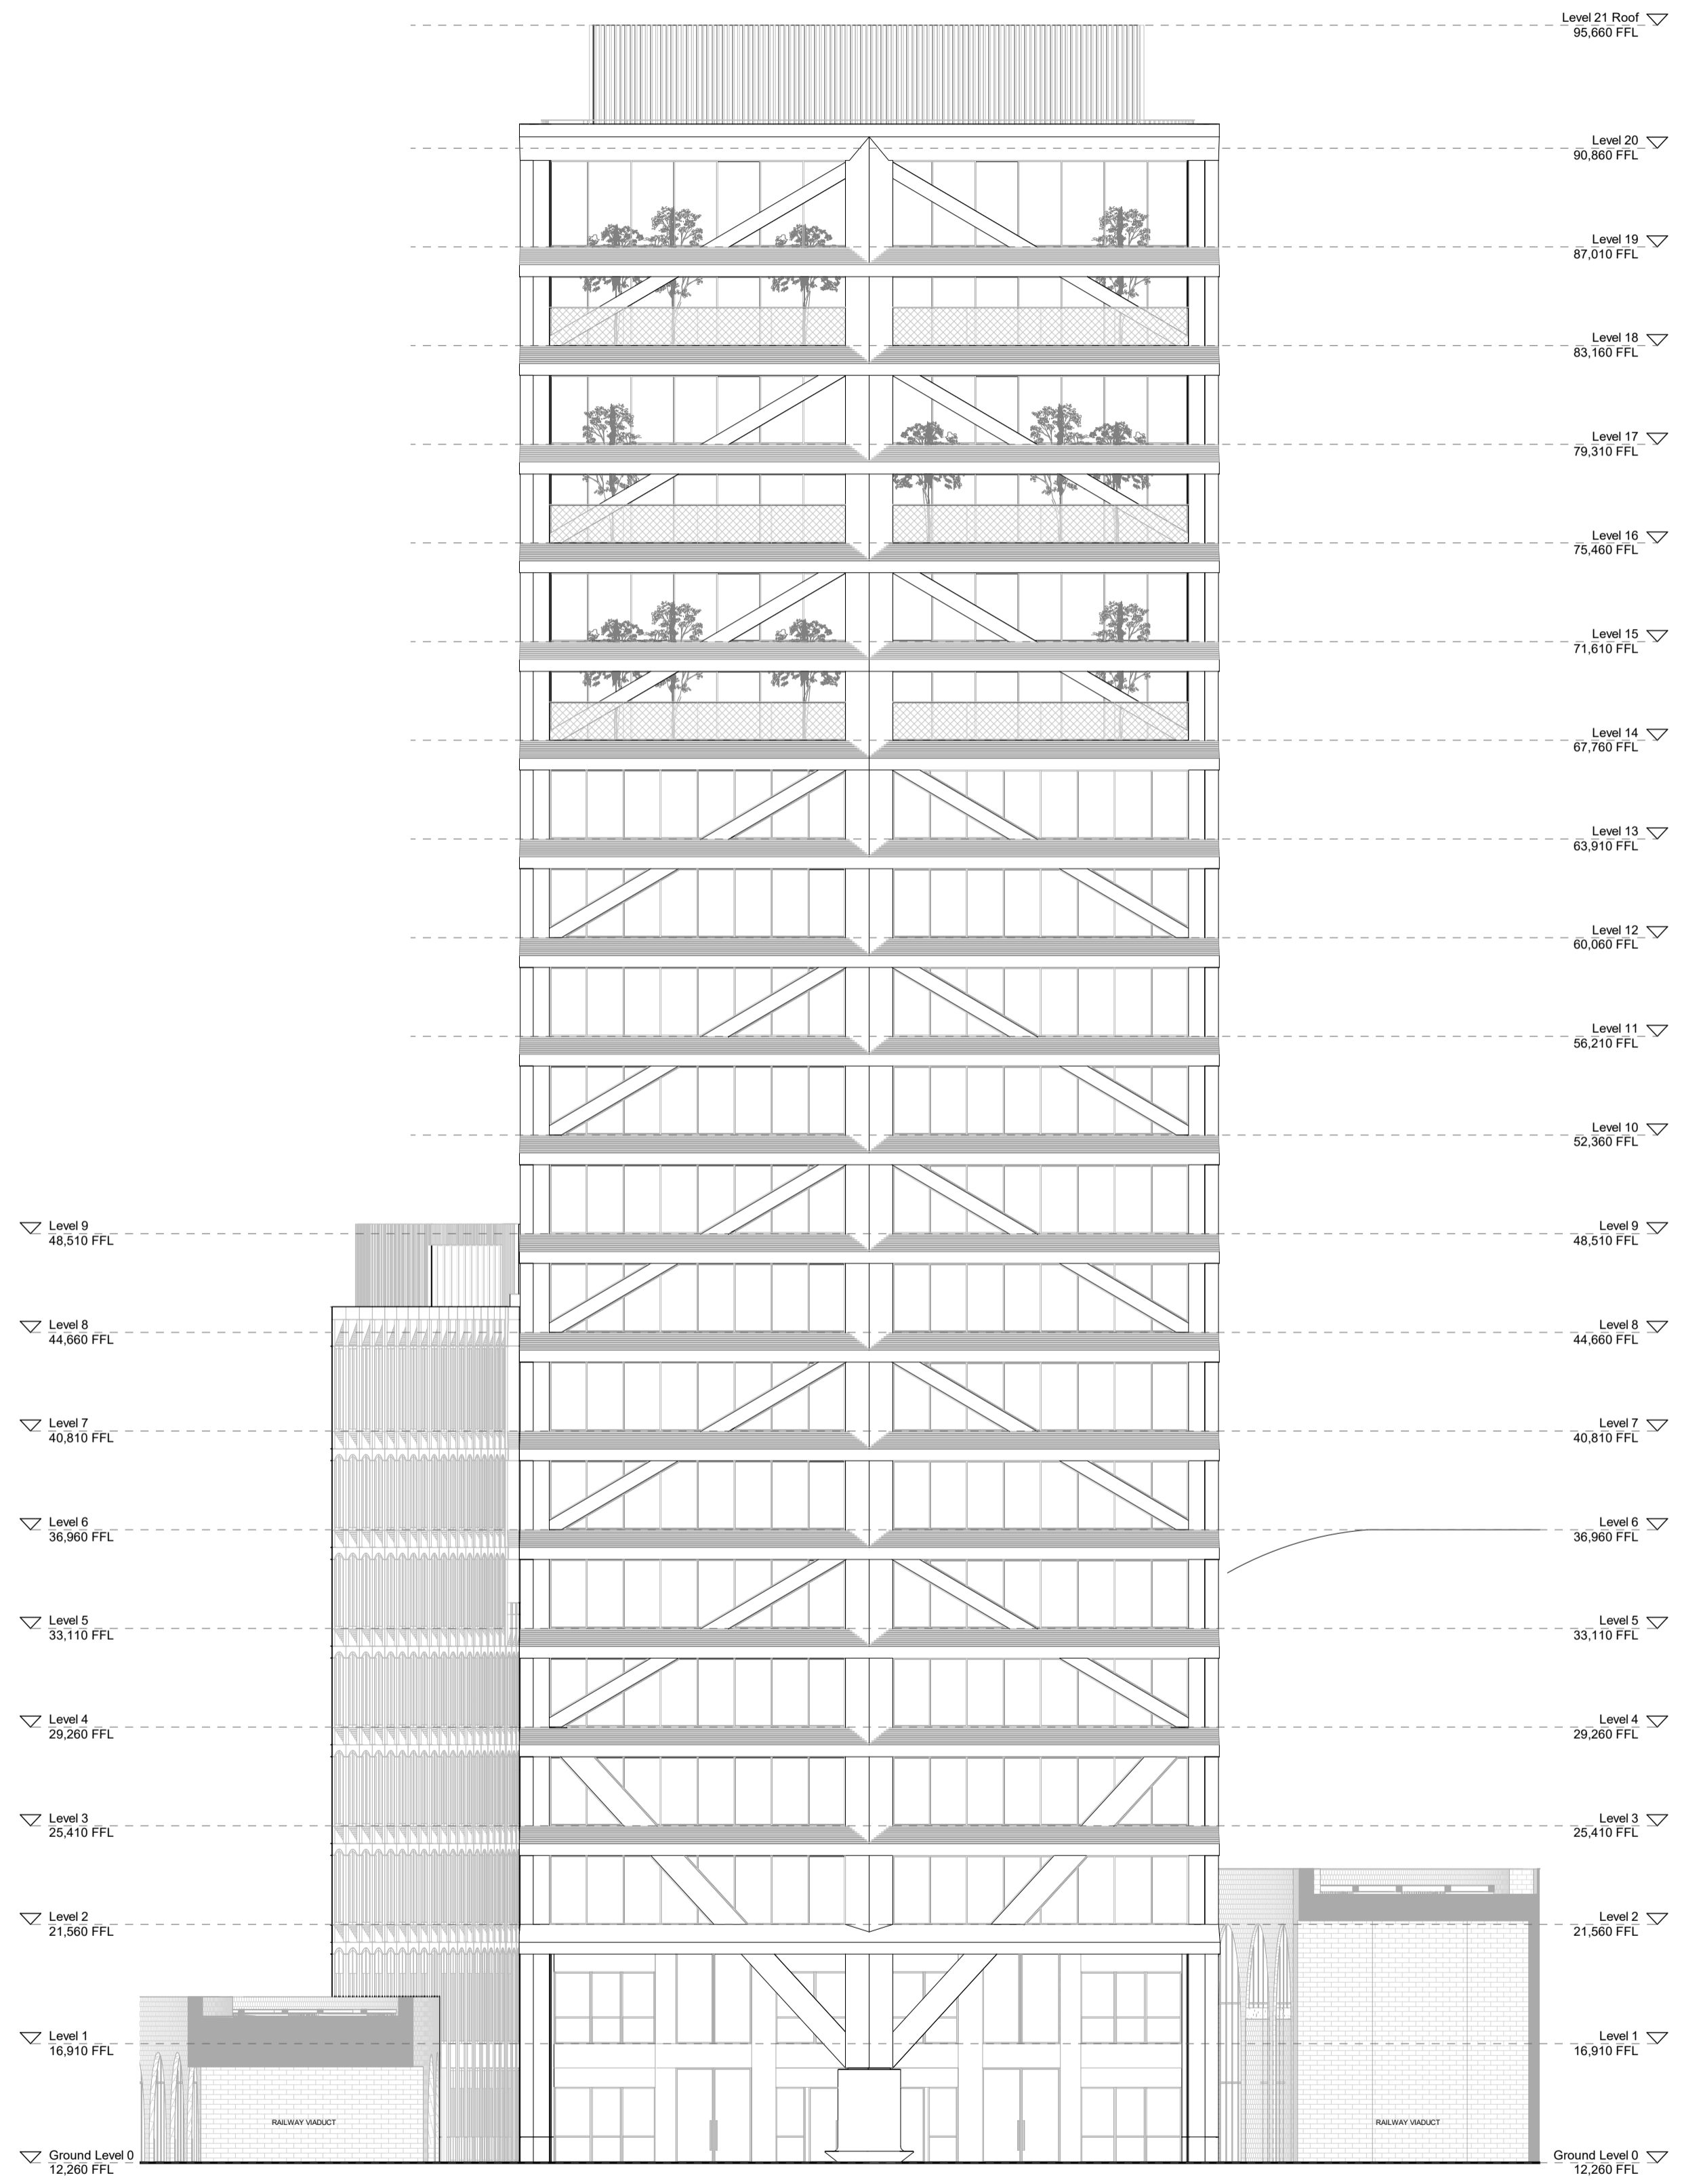 Level 21 Roof
95,660 FFL
Level 20
90,860 FFL
Level 19
87,010 FFL
Level 18
83,160 FFL
Level 17
79,310 FFL
Level 16
75,460 FFL
Level 15
71,610 FFL
Level 14
67,760 FFL
Level 13
63,910 FFL
Level 12
60,060 FFL
Level 11
56,210 FFL
Level 10
52,360 FFL
Level 9
48,510 FFL
Level 9
48,510 FFL
Level 8
44,660 FFL
Level 8
44,660 FFL
Level 7
40,810 FFL
Level 7
40,810 FFL
Level 6
36,960 FFL
Level 6
36,960 FFL
Level 5
33,110 FFL
Level 5
33,110 FFL
Level 4
29,260 FFL
Level 4
29,260 FFL
Level 3
25,410 FFL
Level 3
25,410 FFL
Level 2
21,560 FFL
Level 2
21,560 FFL
Level 1
16,910 FFL
Level 1
16,910 FFL
RAILWAY VIADUCT
RAILWAY VIADUCT
Ground Level 0
12,260 FFL
Ground Level 0
12,260 FFL